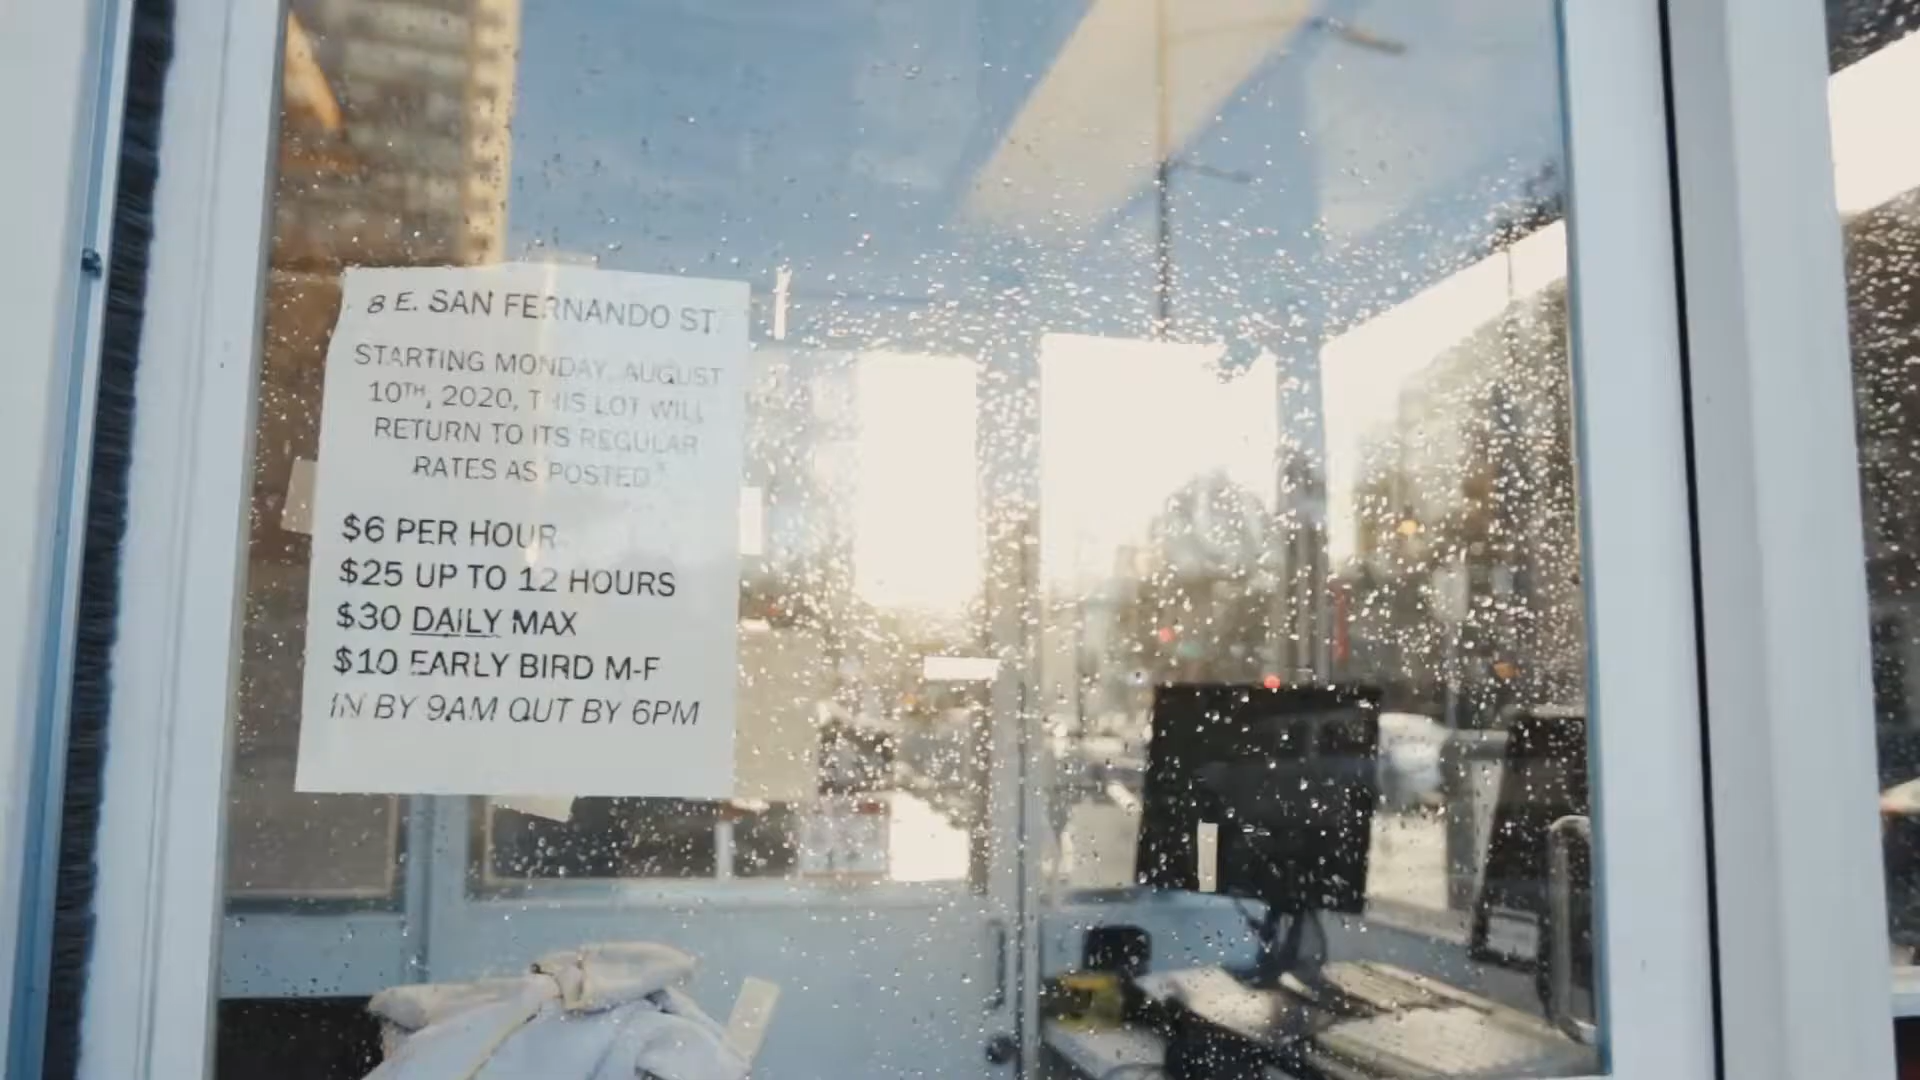 8 E. SAN FERNANDO ST.
STARTING MONDAY, AUGUST
10TH, 2020, THIS LOT WILL
RETURN TO ITS REGULAR
RATES AS POSTED*
$6 PER HOUR
$25 UP TO 12 HOURS
$30 DAILY MAX
$10 EARLY BIRD M-F
IN BY 9AM OUT BY 6PM